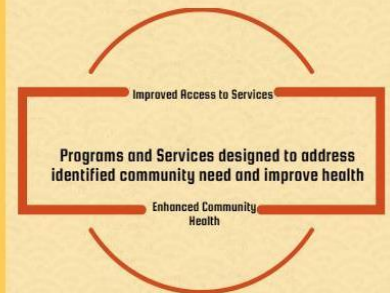 Improved Access to Services
Programs and Services designed to address
identified community need and improve health
Enhanced Community
Health